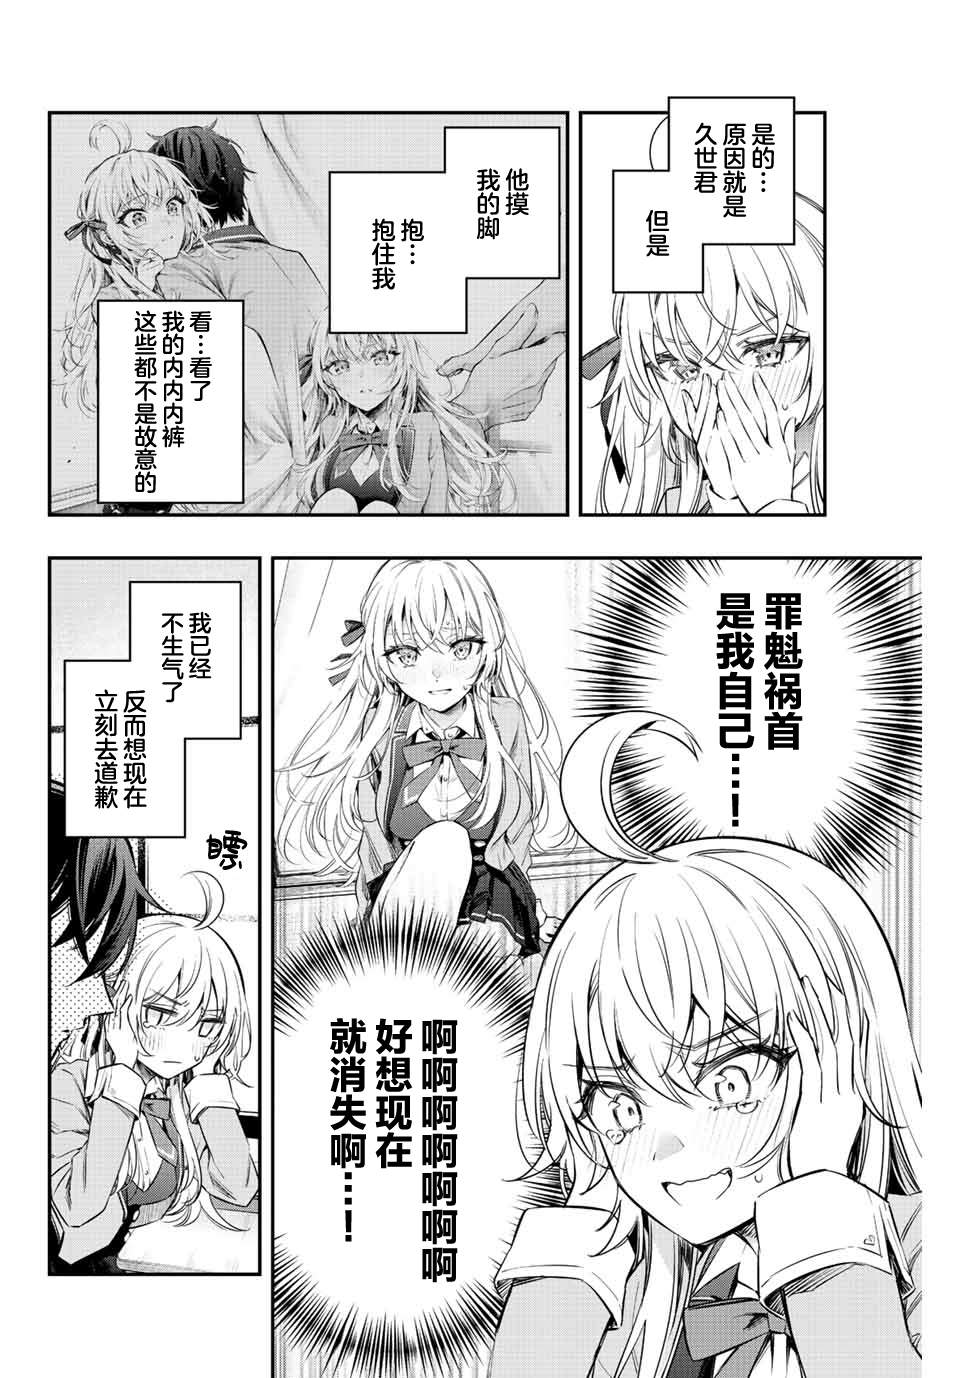 是的…
原因就是
久世君
但是
他摸
我的脚
抱…
抱住我
看…看了
我的内内内裤
这些都不是故意的
罪魁祸首
是我自己…！
啊啊啊啊啊啊啊
好想现在
就消失啊…！
我已经
不生气了
反而想现在
立刻去道歉
瞟